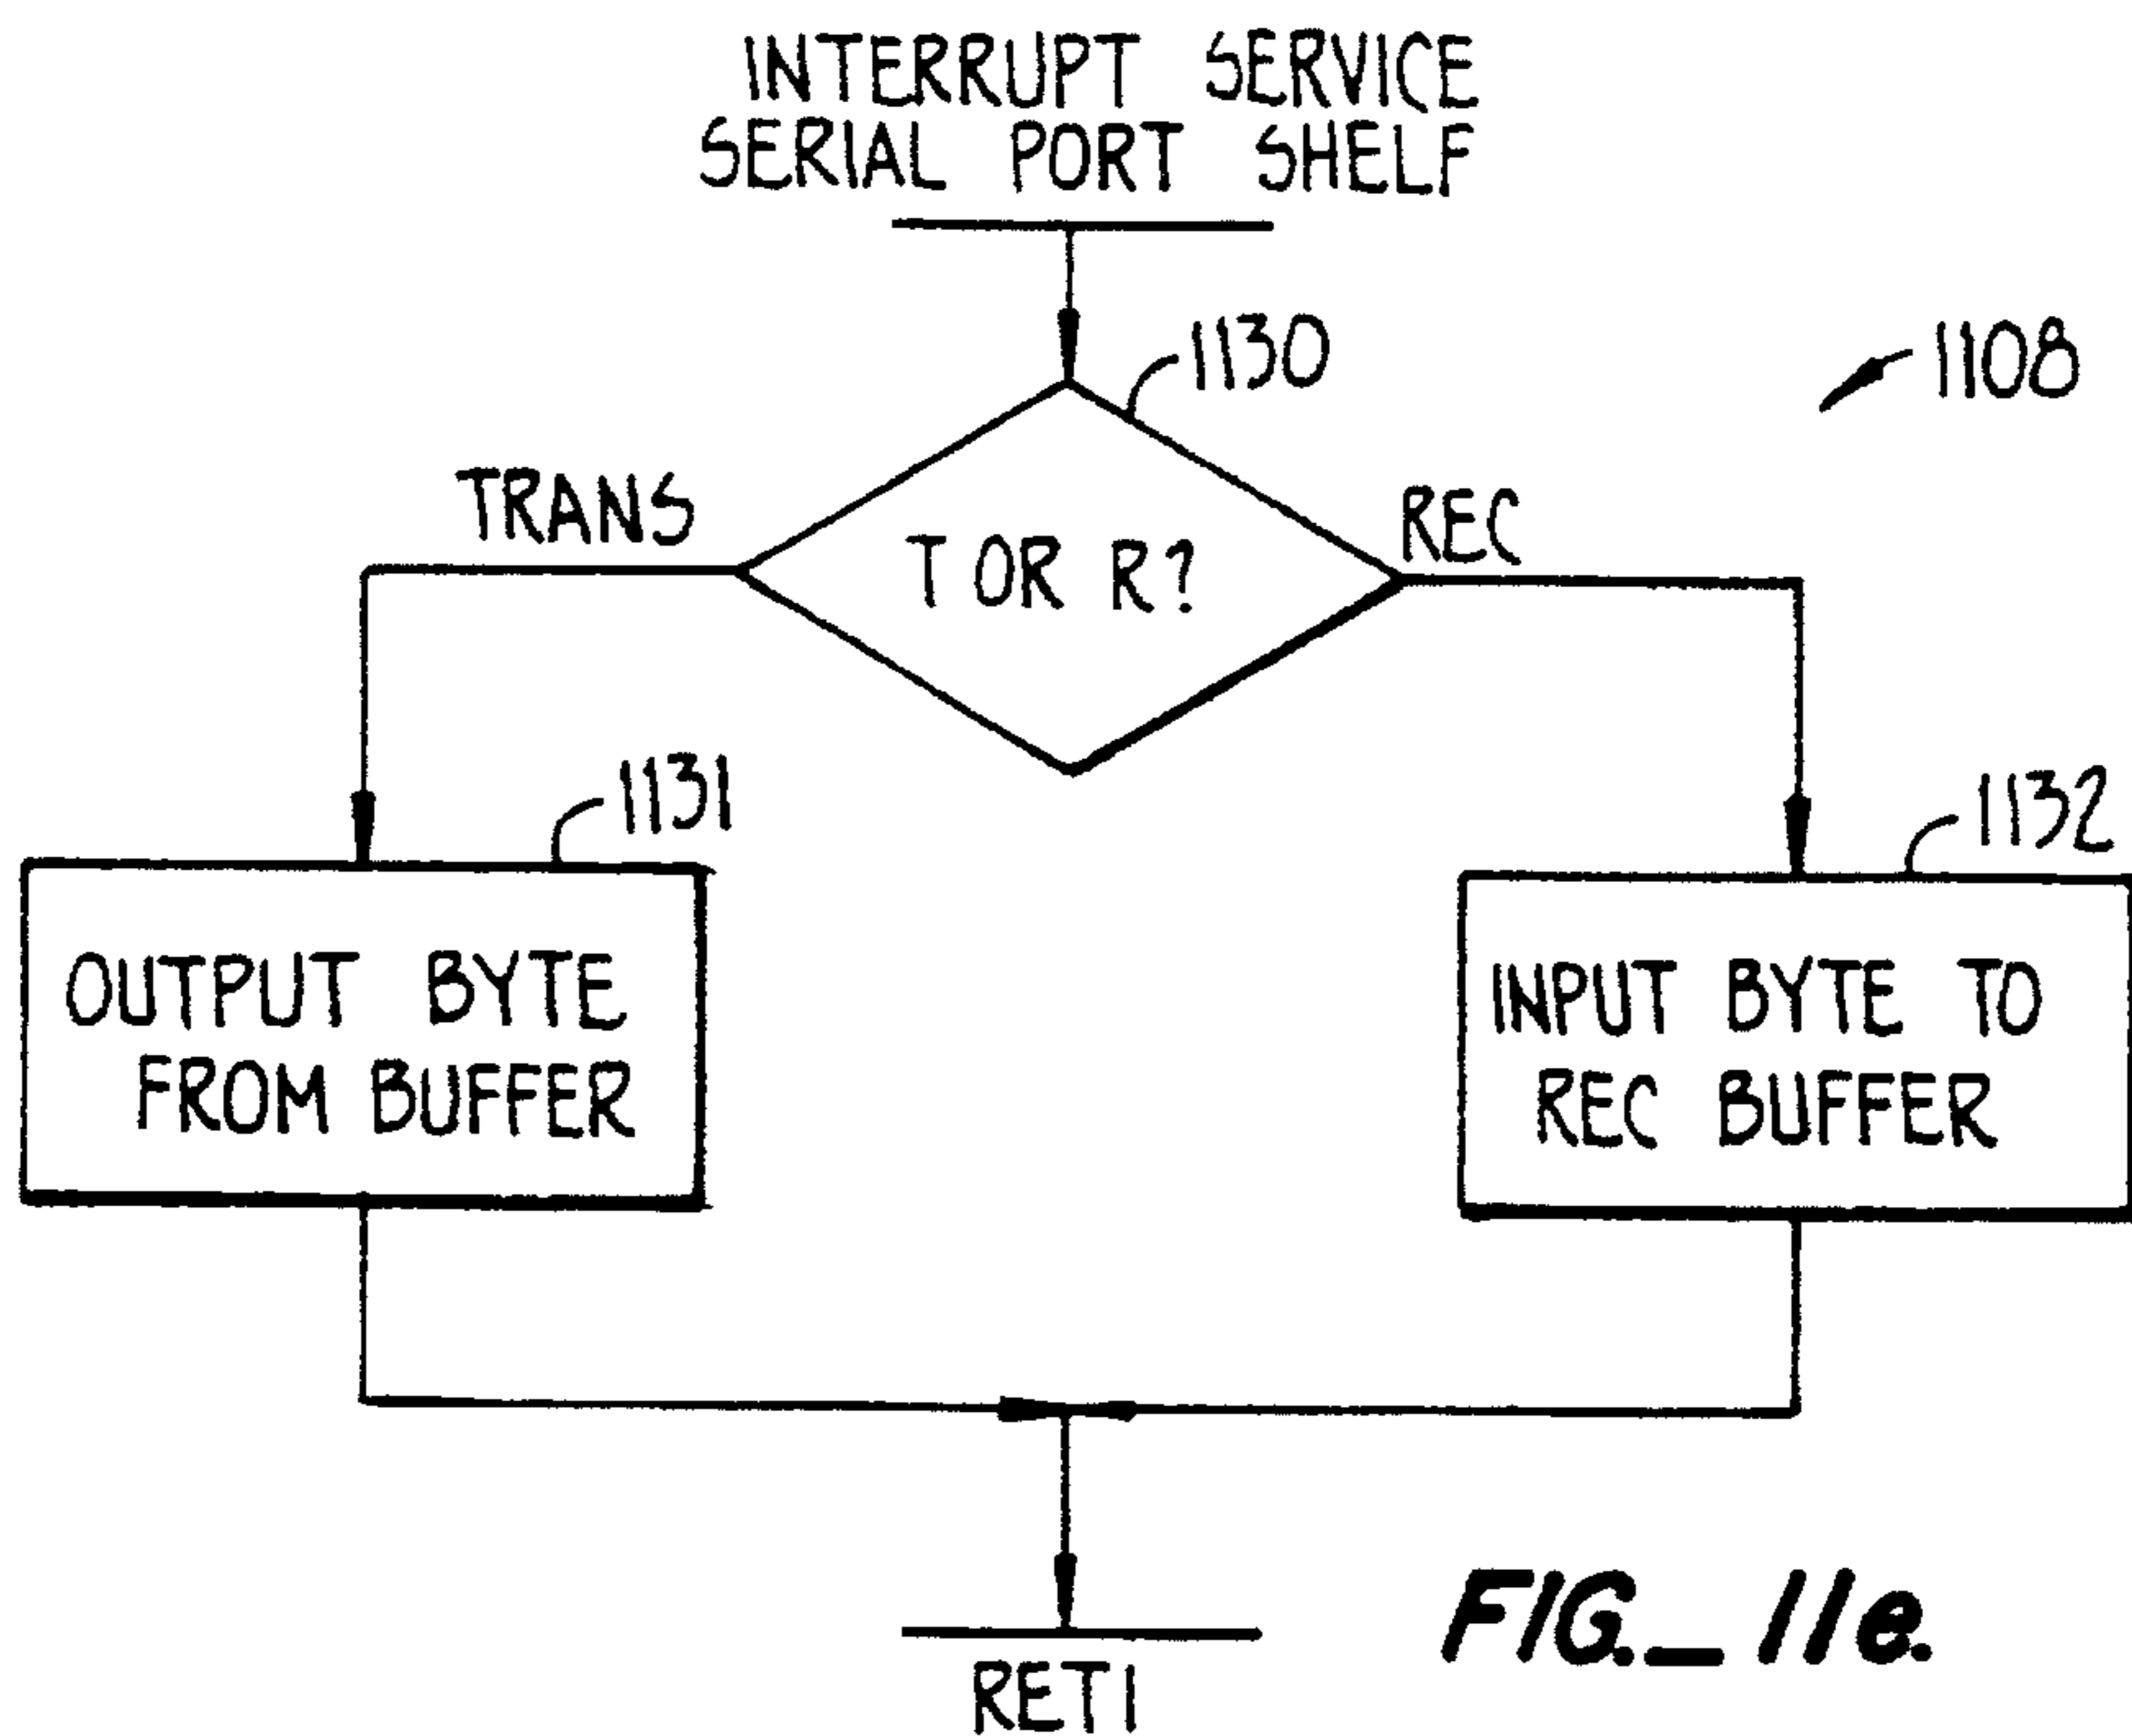 INTERRUPT SERVICE
SERIAL PORT SHELF
1130
1108
TRANS
T OR R?
REC
1131
1132
OUTPUT BYTE
FROM BUFFER
INPUT BYTE TO
REC BUFFER
RETI
FIG._11e.